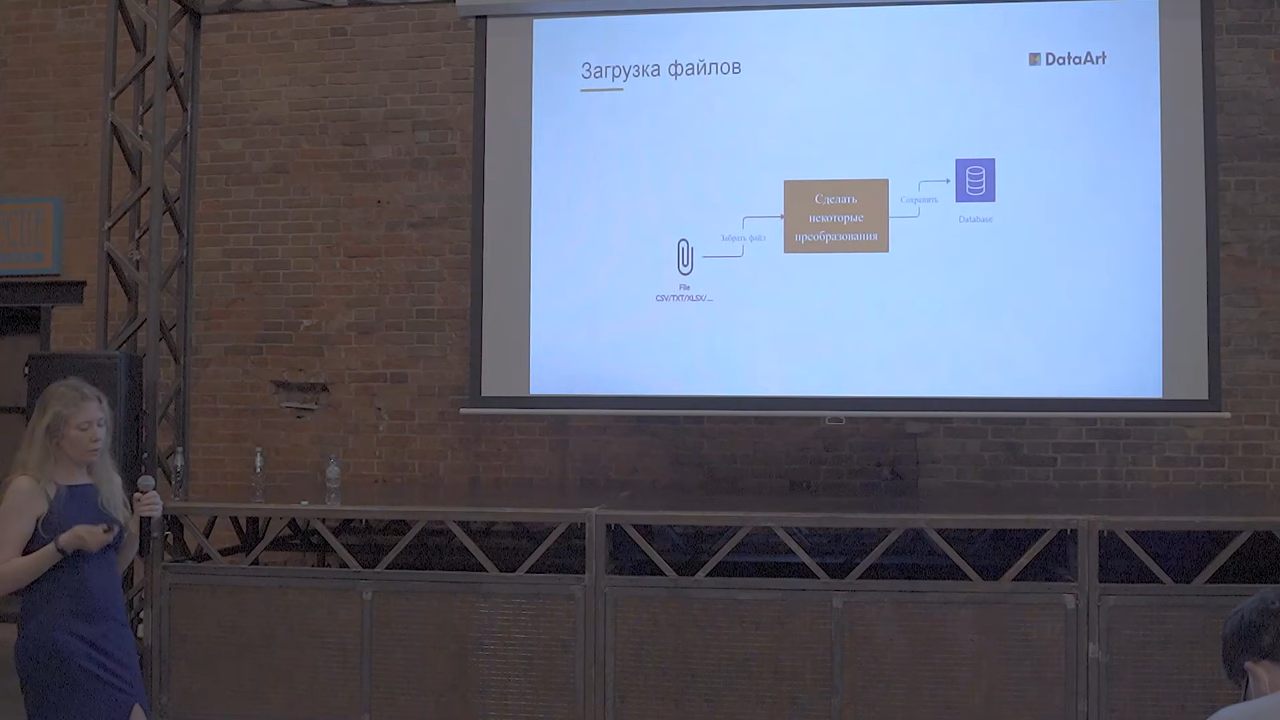 Загрузка файлов
DataArt
Сделать
некоторые
преобразования
Сохранить
Database
Забрать файл
File
CSV/TXT/XLSX/...